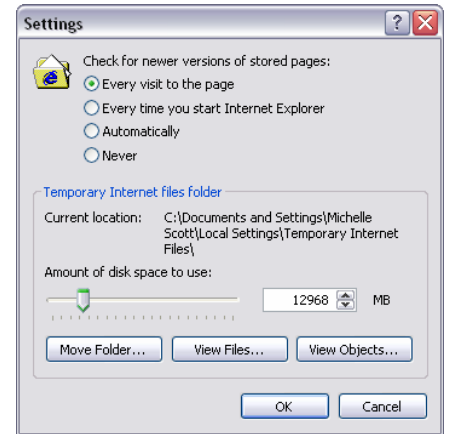 Settings
Check for newer versions of stored pages:
Every visit to the page
Every time you start Internet Explorer
Automatically
Never
Temporary Internet files folder
Current location: C:\Documents and Settings\Michelle
Scott\Local Settings\Temporary Internet
Files\
Amount of disk space to use:
12968 MB
Move Folder... View Files... View Objects...
OK Cancel